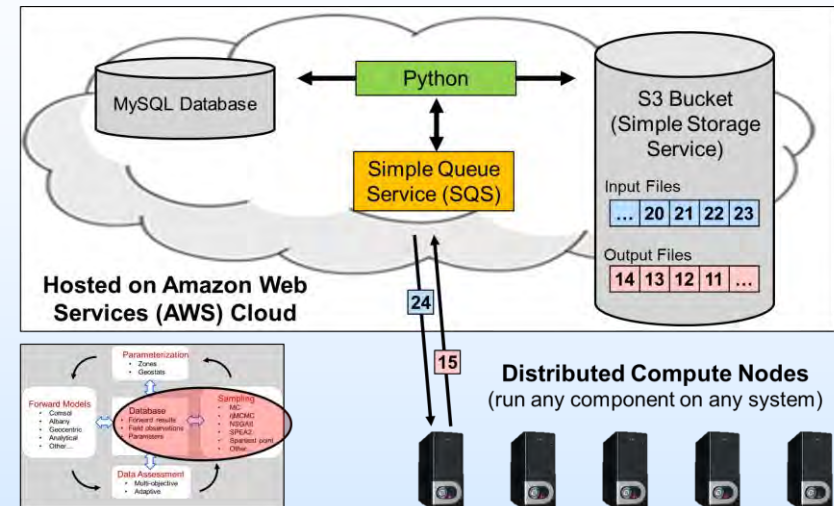 MySQL Database
Python
Simple Queue
Service (SQS)
S3 Bucket
(Simple Storage
Service)
Input Files
... 20 21 22 23
Output Files
14 13 12 11 ...
Hosted on Amazon Web
Services (AWS) Cloud
24
15
Distributed Compute Nodes
(run any component on any system)
Parameterization
• Zones
• Geostats
Forward Models
• Comsol
• Albany
• Geocentric
• Analytical
• Other...
Database
• Forward results
• Field observations
• Parameters
Sampling
• MC
• rjMCMC
• NSGAII
• SPEA2
• Sparsest point
• Other
Data Assessment
• Multi-objective
• Adaptive